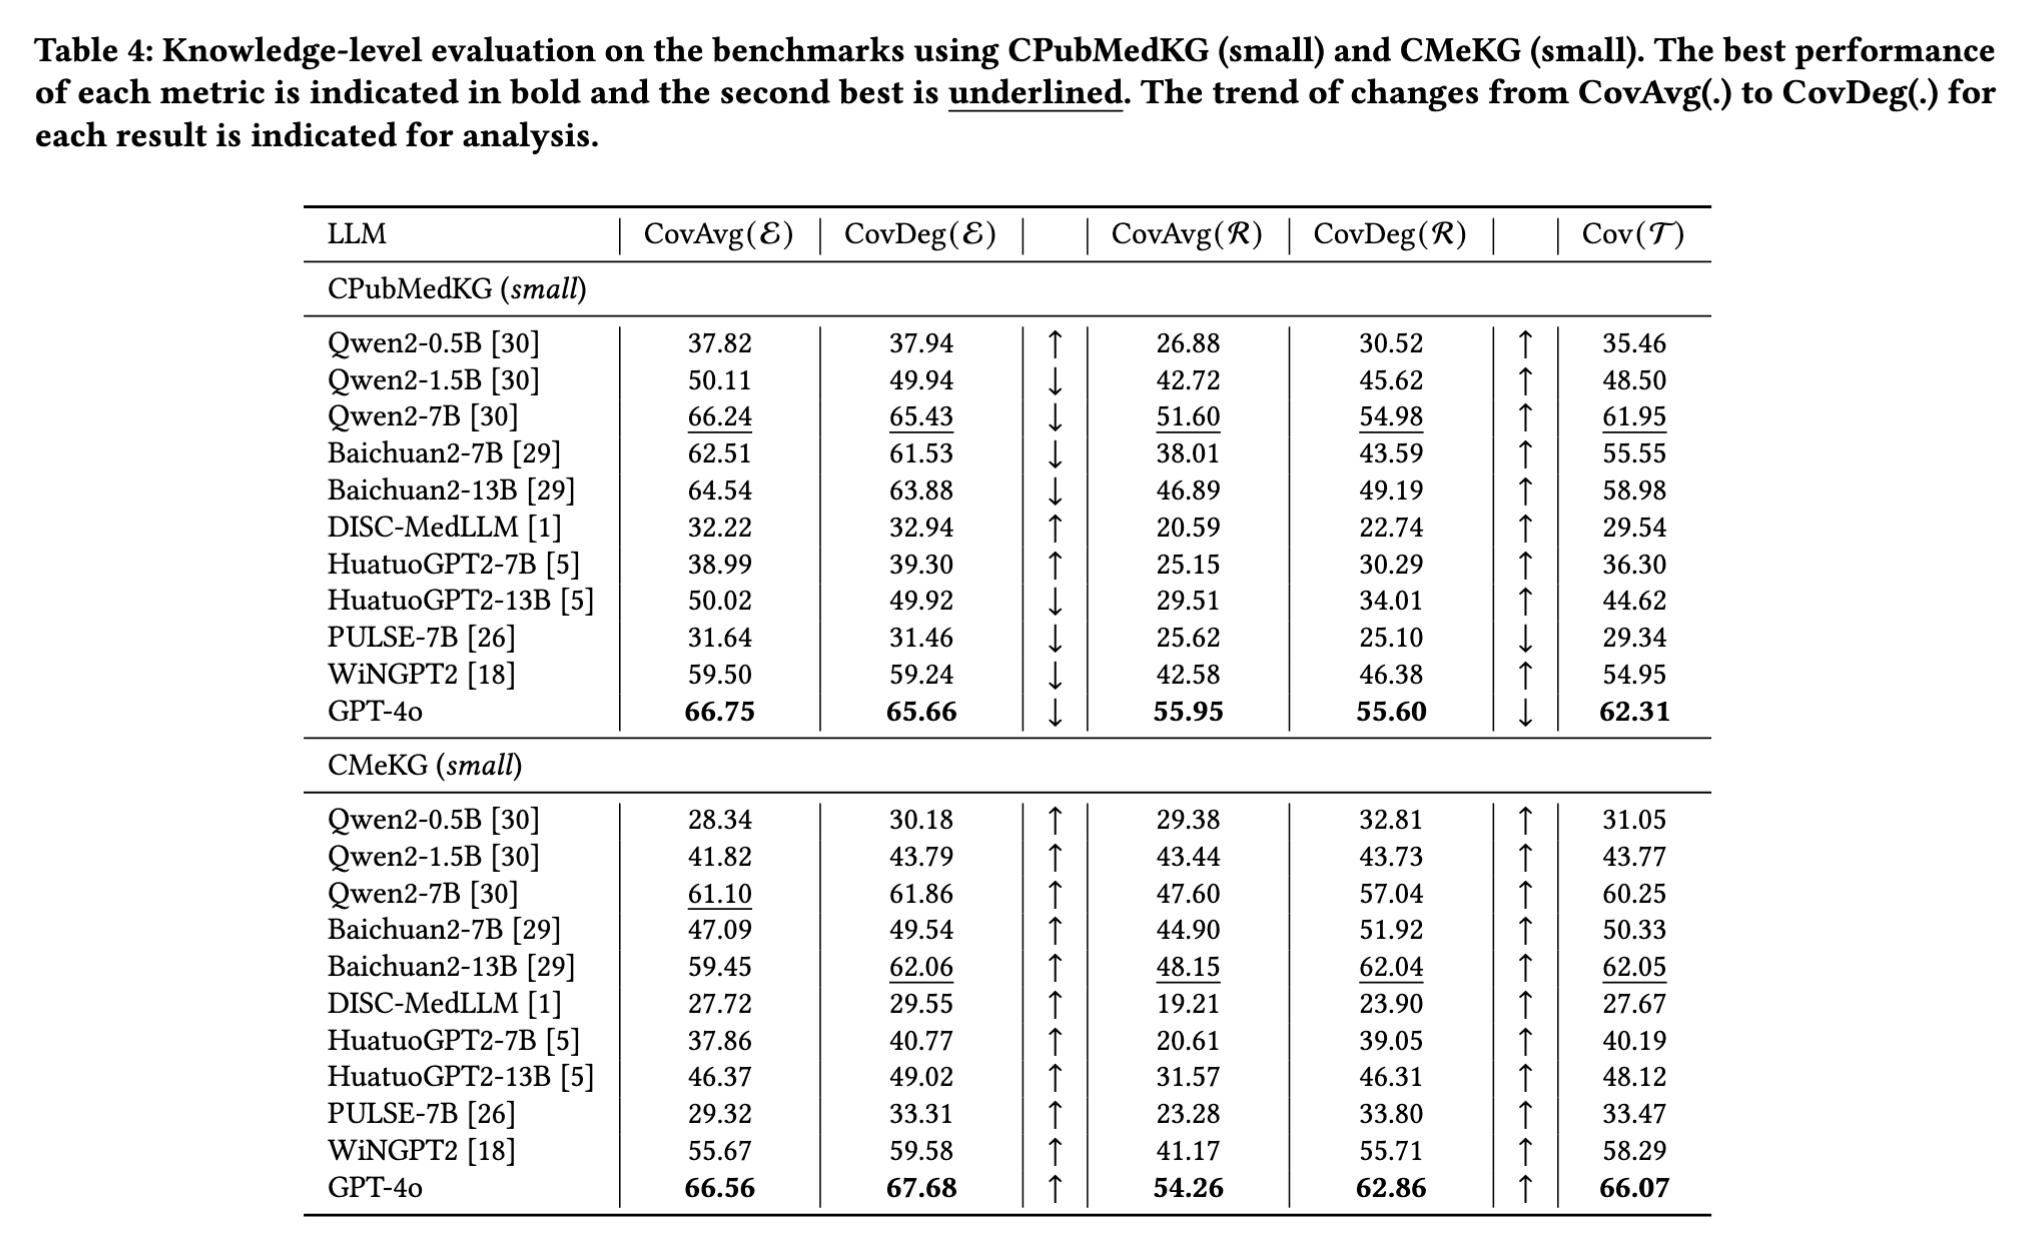 Table 4: Knowledge-level evaluation on the benchmarks using CPubMedKG (small) and CMeKG (small). The best performance
of each metric is indicated in bold and the second best is underlined. The trend of changes from CovAvg(.) to CovDeg(.) for
each result is indicated for analysis.
LLM CovAvg(ℰ) CovDeg(ℰ) CovAvg(ℛ) CovDeg(ℛ) Cov(𝒯)
CPubMedKG (small)
Qwen2-0.5B [30] 37.82 37.94 ↑ 26.88 30.52 ↑ 35.46
Qwen2-1.5B [30] 50.11 49.94 ↓ 42.72 45.62 ↑ 48.50
Qwen2-7B [30] 66.24 65.43 ↓ 51.60 54.98 ↑ 61.95
Baichuan2-7B [29] 62.51 61.53 ↓ 38.01 43.59 ↑ 55.55
Baichuan2-13B [29] 64.54 63.88 ↓ 46.89 49.19 ↑ 58.98
DISC-MedLLM [1] 32.22 32.94 ↑ 20.59 22.74 ↑ 29.54
HuatuoGPT2-7B [5] 38.99 39.30 ↑ 25.15 30.29 ↑ 36.30
HuatuoGPT2-13B [5] 50.02 49.92 ↓ 29.51 34.01 ↑ 44.62
PULSE-7B [26] 31.64 31.46 ↓ 25.62 25.10 ↓ 29.34
WiNGPT2 [18] 59.50 59.24 ↓ 42.58 46.38 ↑ 54.95
GPT-4o 66.75 65.66 ↓ 55.95 55.60 ↓ 62.31
CMeKG (small)
Qwen2-0.5B [30] 28.34 30.18 ↑ 29.38 32.81 ↑ 31.05
Qwen2-1.5B [30] 41.82 43.79 ↑ 43.44 43.73 ↑ 43.77
Qwen2-7B [30] 61.10 61.86 ↑ 47.60 57.04 ↑ 60.25
Baichuan2-7B [29] 47.09 49.54 ↑ 44.90 51.92 ↑ 50.33
Baichuan2-13B [29] 59.45 62.06 ↑ 48.15 62.04 ↑ 62.05
DISC-MedLLM [1] 27.72 29.55 ↑ 19.21 23.90 ↑ 27.67
HuatuoGPT2-7B [5] 37.86 40.77 ↑ 20.61 39.05 ↑ 40.19
HuatuoGPT2-13B [5] 46.37 49.02 ↑ 31.57 46.31 ↑ 48.12
PULSE-7B [26] 29.32 33.31 ↑ 23.28 33.80 ↑ 33.47
WiNGPT2 [18] 55.67 59.58 ↑ 41.17 55.71 ↑ 58.29
GPT-4o 66.56 67.68 ↑ 54.26 62.86 ↑ 66.07